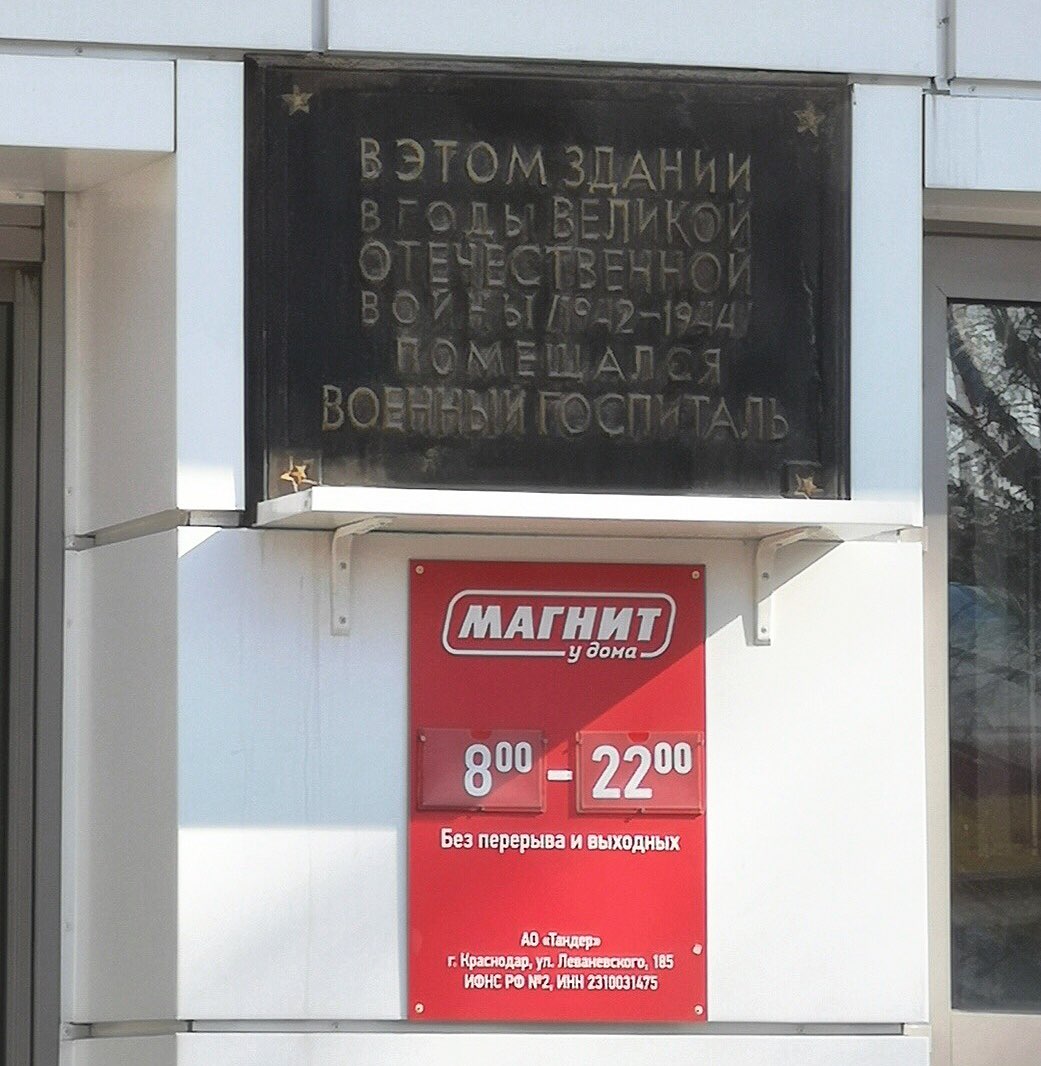 В ЭТОМ ЗДАНИИ
В ГОДЫ ВЕЛИКОЙ
ОТЕЧЕСТВЕННОЙ
ВОЙНЫ /1942-1944/
ПОМЕЩАЛСЯ
ВОЕННЫЙ ГОСПИТАЛЬ
МАГНИТ
у дома
8⁰⁰ – 22⁰⁰
Без перерыва и выходных
АО «Тандер»
г. Краснодар, ул. Леваневского, 185
ИФНС РФ №2, ИНН 2310031475